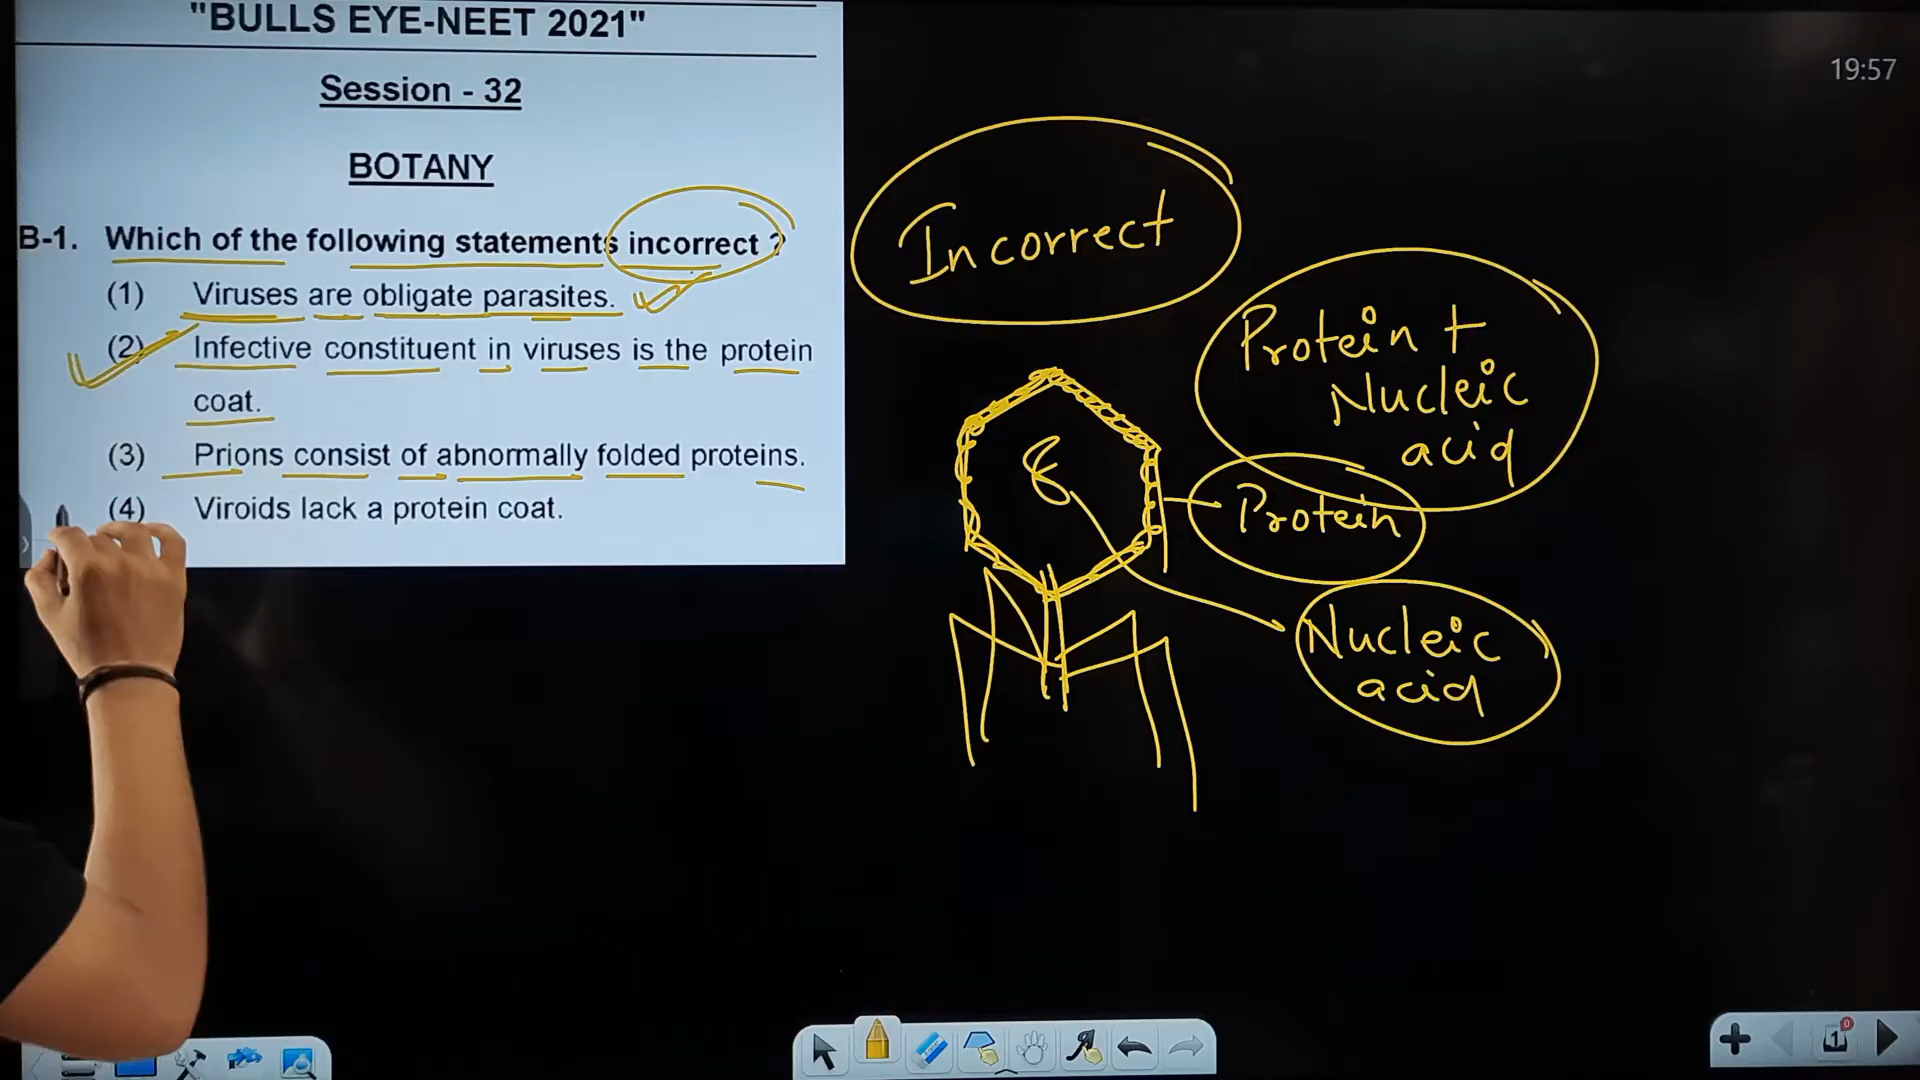 "BULLS EYE-NEET 2021"
Session - 32
BOTANY
B-1. Which of the following statements incorrect ?
(1) Viruses are obligate parasites.
(2) Infective constituent in viruses is the protein
coat.
(3) Prions consist of abnormally folded proteins.
(4) Viroids lack a protein coat.
19:57
Incorrect
Protein +
Nucleic
acid
Protein
Nucleic
acid
1
0